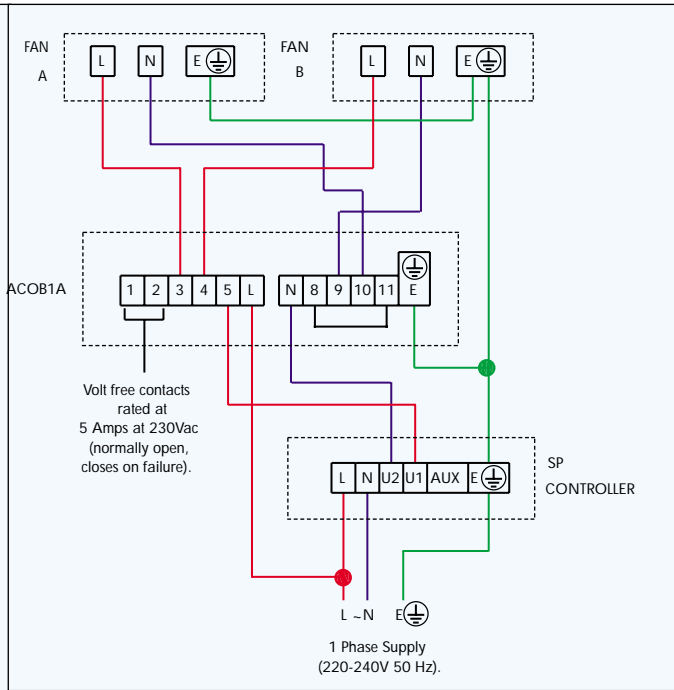 FAN
A
L
N
E
FAN
B
L
N
E
ACOB1A
1 2 3 4 5 L
N 8 9 10 11 E
Volt free contacts
rated at
5 Amps at 230Vac
(normally open,
closes on failure).
L N U2 U1 AUX E
SP
CONTROLLER
L ~N E
1 Phase Supply
(220-240V 50 Hz).